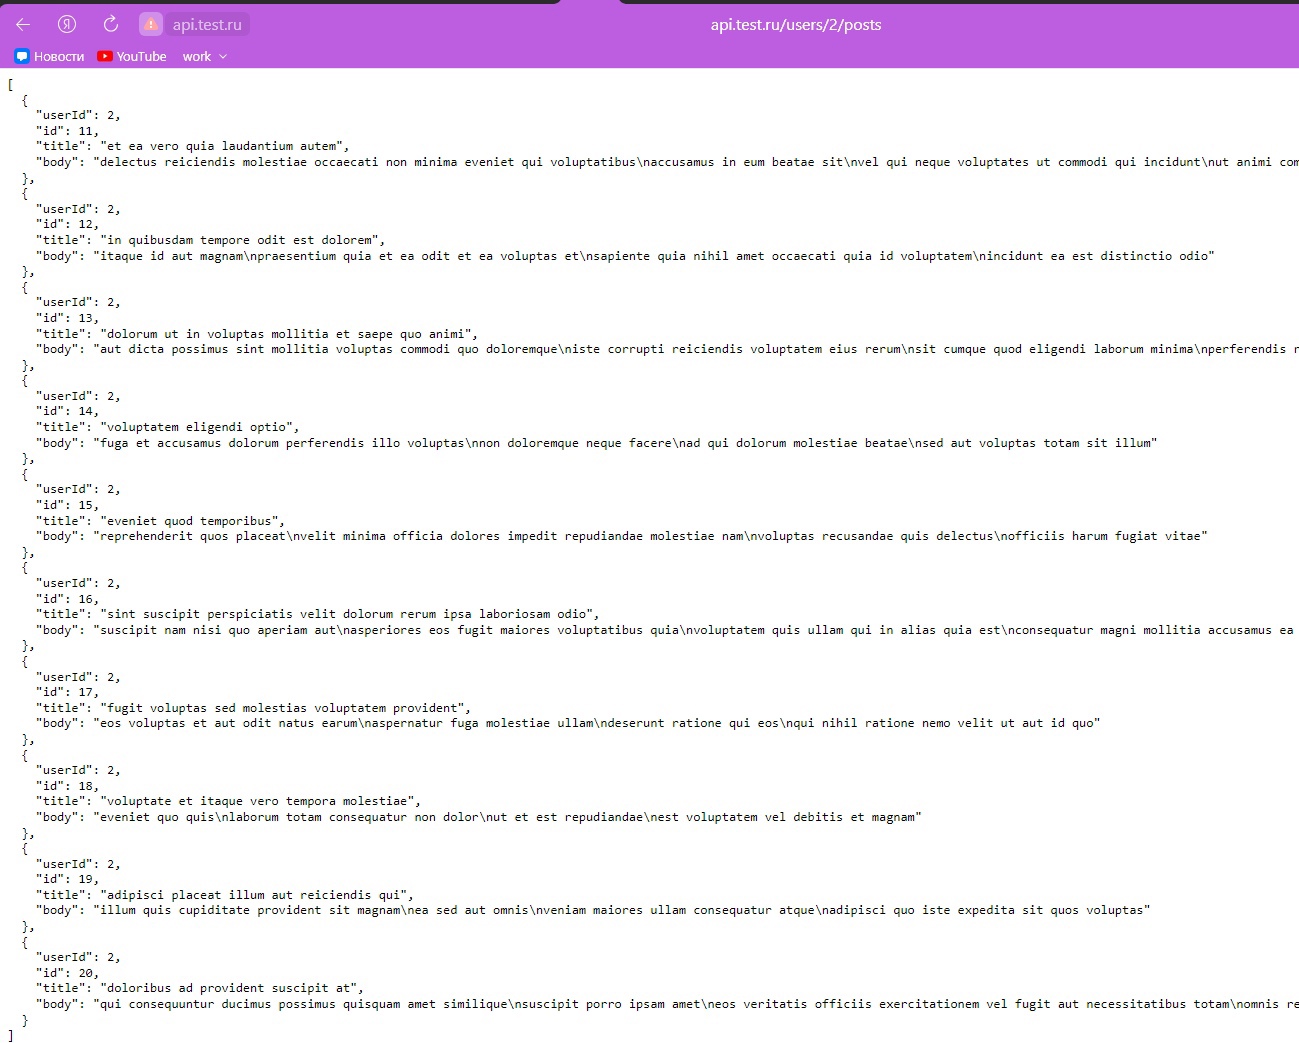 Я api.test.ru api.test.ru/users/2/posts
Новости YouTube work
[
  {
    "userId": 2,
    "id": 11,
    "title": "et ea vero quia laudantium autem",
    "body": "delectus reiciendis molestiae occaecati non minima eveniet qui voluptatibus\naccusamus in eum beatae sit\nvel qui neque voluptates ut commodi qui incidunt\nut animi com
  },
  {
    "userId": 2,
    "id": 12,
    "title": "in quibusdam tempore odit est dolorem",
    "body": "itaque id aut magnam\npraesentium quia et ea odit et ea voluptas et\nsapiente quia nihil amet occaecati quia id voluptatem\nincidunt ea est distinctio odio"
  },
  {
    "userId": 2,
    "id": 13,
    "title": "dolorum ut in voluptas mollitia et saepe quo animi",
    "body": "aut dicta possimus sint mollitia voluptas commodi quo doloremque\niste corrupti reiciendis voluptatem eius rerum\nsit cumque quod eligendi laborum minima\nperferendis r
  },
  {
    "userId": 2,
    "id": 14,
    "title": "voluptatem eligendi optio",
    "body": "fuga et accusamus dolorum perferendis illo voluptas\nnon doloremque neque facere\nad qui dolorum molestiae beatae\nsed aut voluptas totam sit illum"
  },
  {
    "userId": 2,
    "id": 15,
    "title": "eveniet quod temporibus",
    "body": "reprehenderit quos placeat\nvelit minima officia dolores impedit repudiandae molestiae nam\nvoluptas recusandae quis delectus\nofficiis harum fugiat vitae"
  },
  {
    "userId": 2,
    "id": 16,
    "title": "sint suscipit perspiciatis velit dolorum rerum ipsa laboriosam odio",
    "body": "suscipit nam nisi quo aperiam aut\nasperiores eos fugit maiores voluptatibus quia\nvoluptatem quis ullam qui in alias quia est\nconsequatur magni mollitia accusamus ea
  },
  {
    "userId": 2,
    "id": 17,
    "title": "fugit voluptas sed molestias voluptatem provident",
    "body": "eos voluptas et aut odit natus earum\naspernatur fuga molestiae ullam\ndeserunt ratione qui eos\nqui nihil ratione nemo velit ut aut id quo"
  },
  {
    "userId": 2,
    "id": 18,
    "title": "voluptate et itaque vero tempora molestiae",
    "body": "eveniet quo quis\nlaborum totam consequatur non dolor\nut et est repudiandae\nest voluptatem vel debitis et magnam"
  },
  {
    "userId": 2,
    "id": 19,
    "title": "adipisci placeat illum aut reiciendis qui",
    "body": "illum quis cupiditate provident sit magnam\nea sed aut omnis\nveniam maiores ullam consequatur atque\nadipisci quo iste expedita sit quos voluptas"
  },
  {
    "userId": 2,
    "id": 20,
    "title": "doloribus ad provident suscipit at",
    "body": "qui consequuntur ducimus possimus quisquam amet similique\nsuscipit porro ipsam amet\neos veritatis officiis exercitationem vel fugit aut necessitatibus totam\nomnis re
  }
]